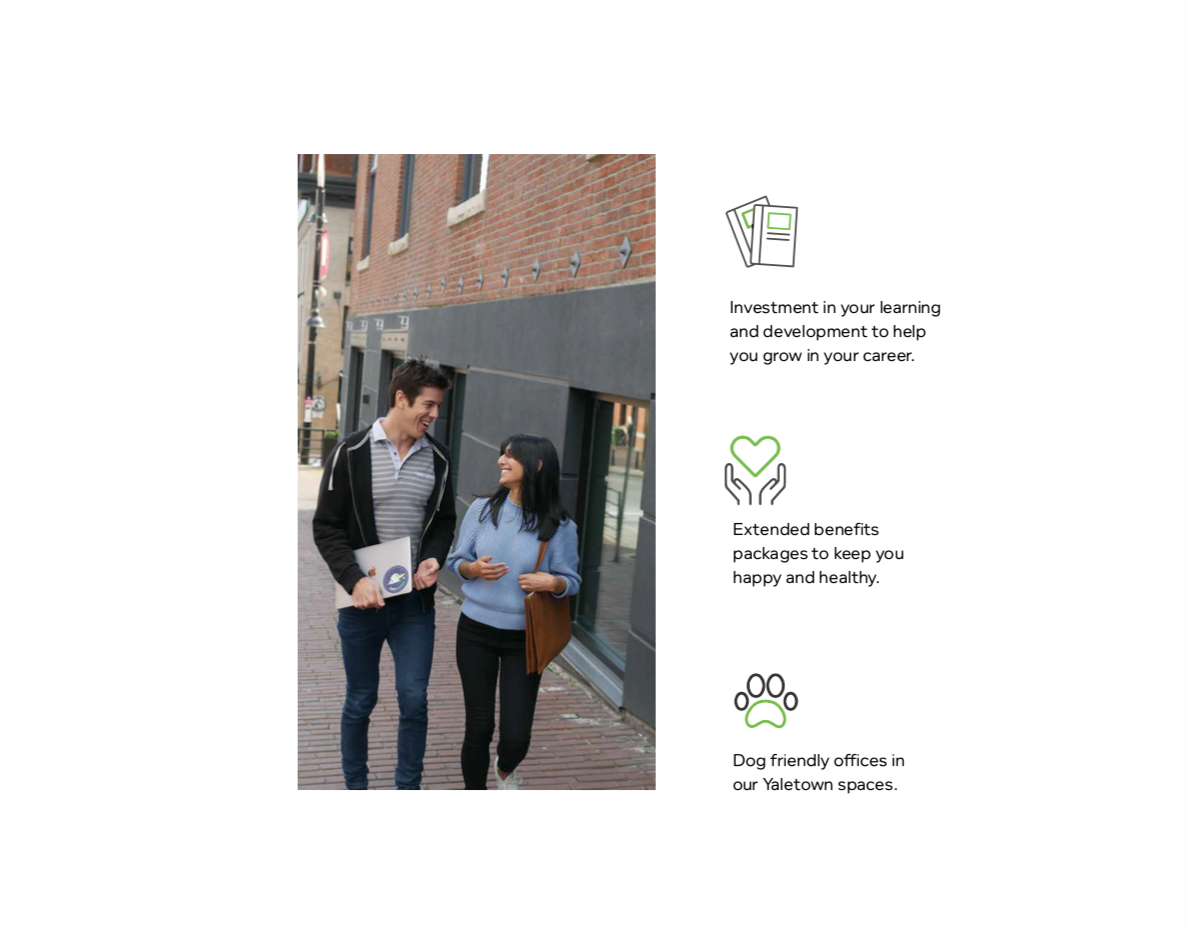 Investment in your learning
and development to help
you grow in your career.
Extended benefits
packages to keep you
happy and healthy.
Dog friendly offices in
our Yaletown spaces.